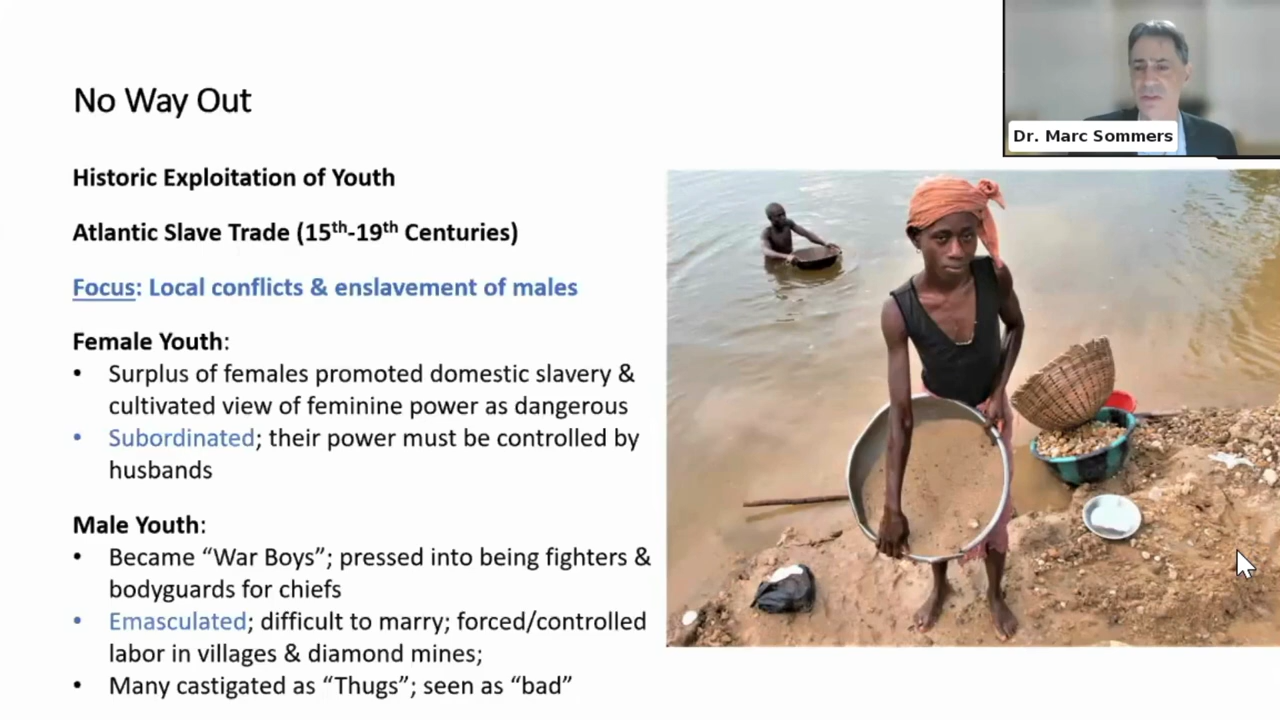 No Way Out
Historic Exploitation of Youth
Atlantic Slave Trade (15th-19th Centuries)
Focus: Local conflicts & enslavement of males
Female Youth:
• Surplus of females promoted domestic slavery &
cultivated view of feminine power as dangerous
• Subordinated; their power must be controlled by
husbands
Male Youth:
• Became “War Boys”; pressed into being fighters &
bodyguards for chiefs
• Emasculated; difficult to marry; forced/controlled
labor in villages & diamond mines;
• Many castigated as “Thugs”; seen as “bad”
Dr. Marc Sommers